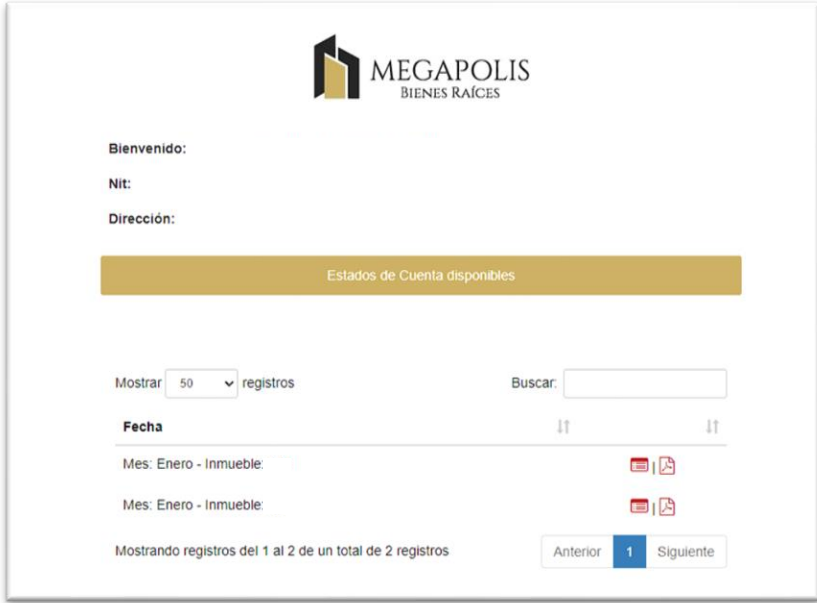 MEGAPOLIS
BIENES RAÍCES
Bienvenido:
Nit:
Dirección:
Estados de Cuenta disponibles
Mostrar 50 registros Buscar:
Fecha
Mes: Enero - Inmueble:
Mes: Enero - Inmueble:
Mostrando registros del 1 al 2 de un total de 2 registros Anterior 1 Siguiente